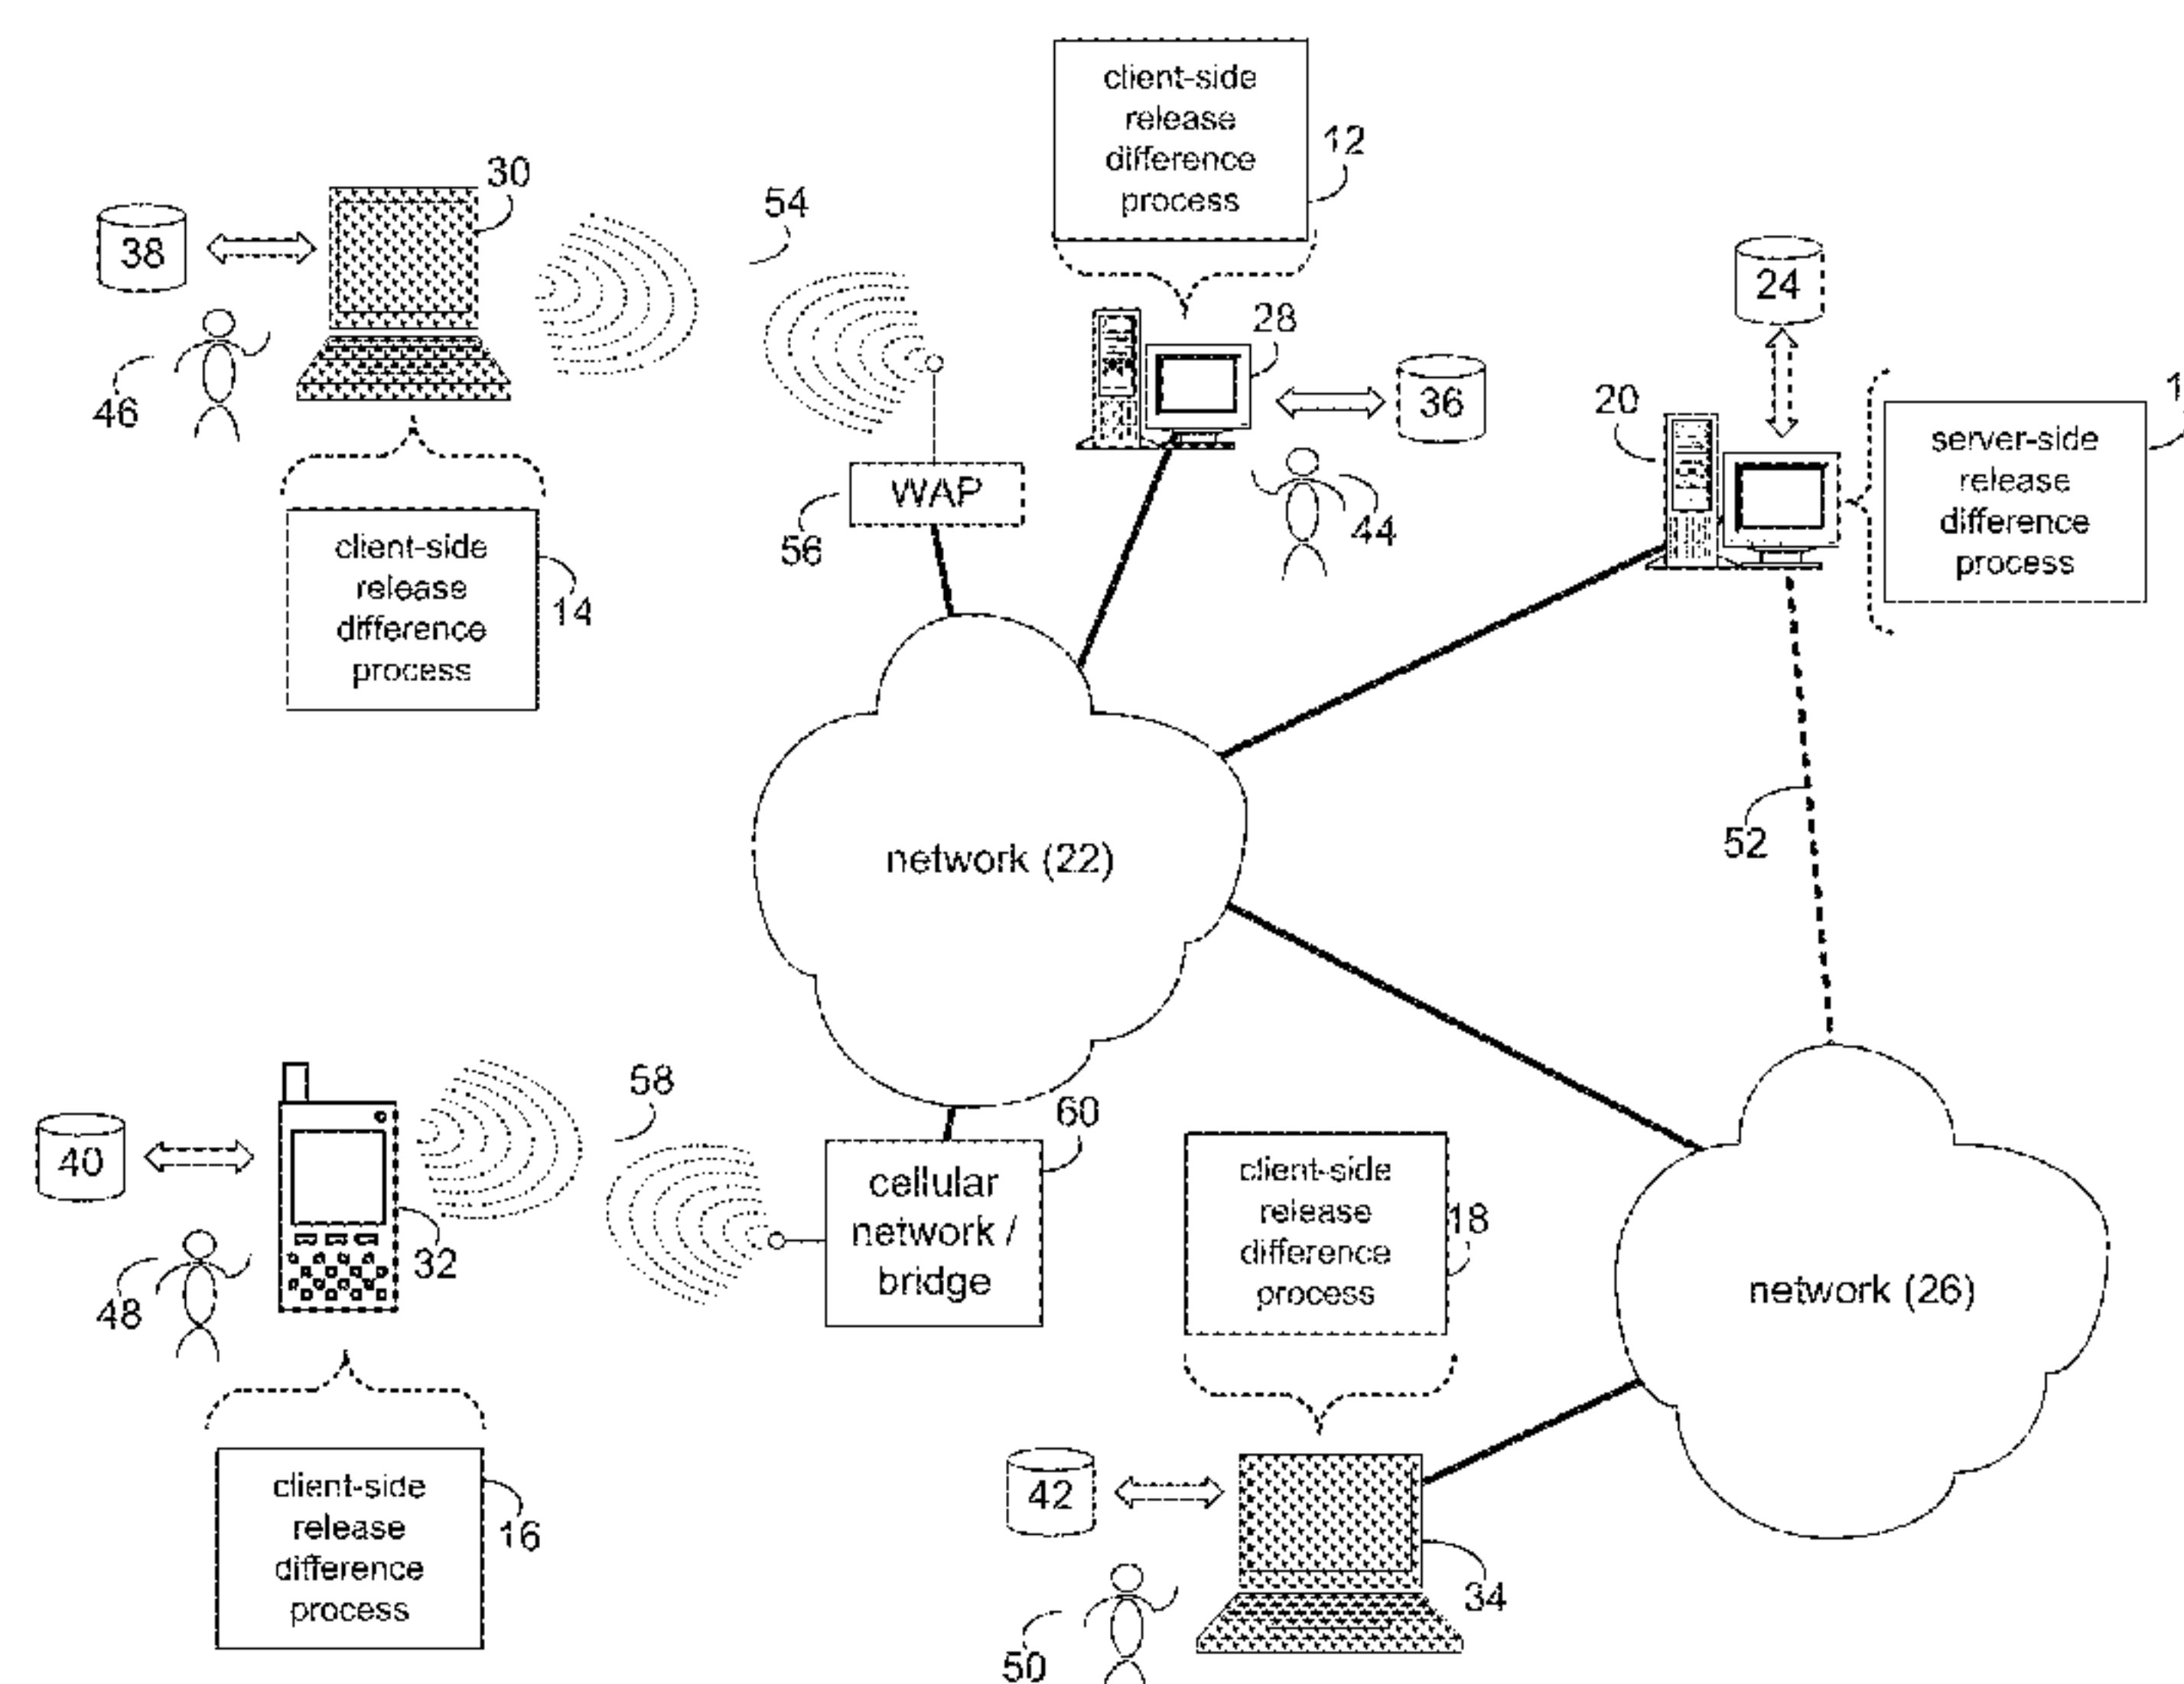 client-side
release
difference
process
12
30
54
38
24
28
46
36
20
server-side
release
difference
process
WAP
56
44
client-side
release
difference
process
14
network (22)
52
58
60
40
cellular
network /
bridge
32
48
client-side
release
difference
process
18
network (26)
client-side
release
difference
process
16
42
34
50